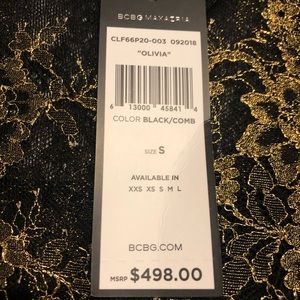 BCBGMAXAZRIA
CLF66P20-003 092018
"OLIVIA"
6 13000 45841 4
COLOR BLACK/COMB
SIZE S
AVAILABLE IN
XXS XS S M L
BCBG.COM
MSRP $498.00